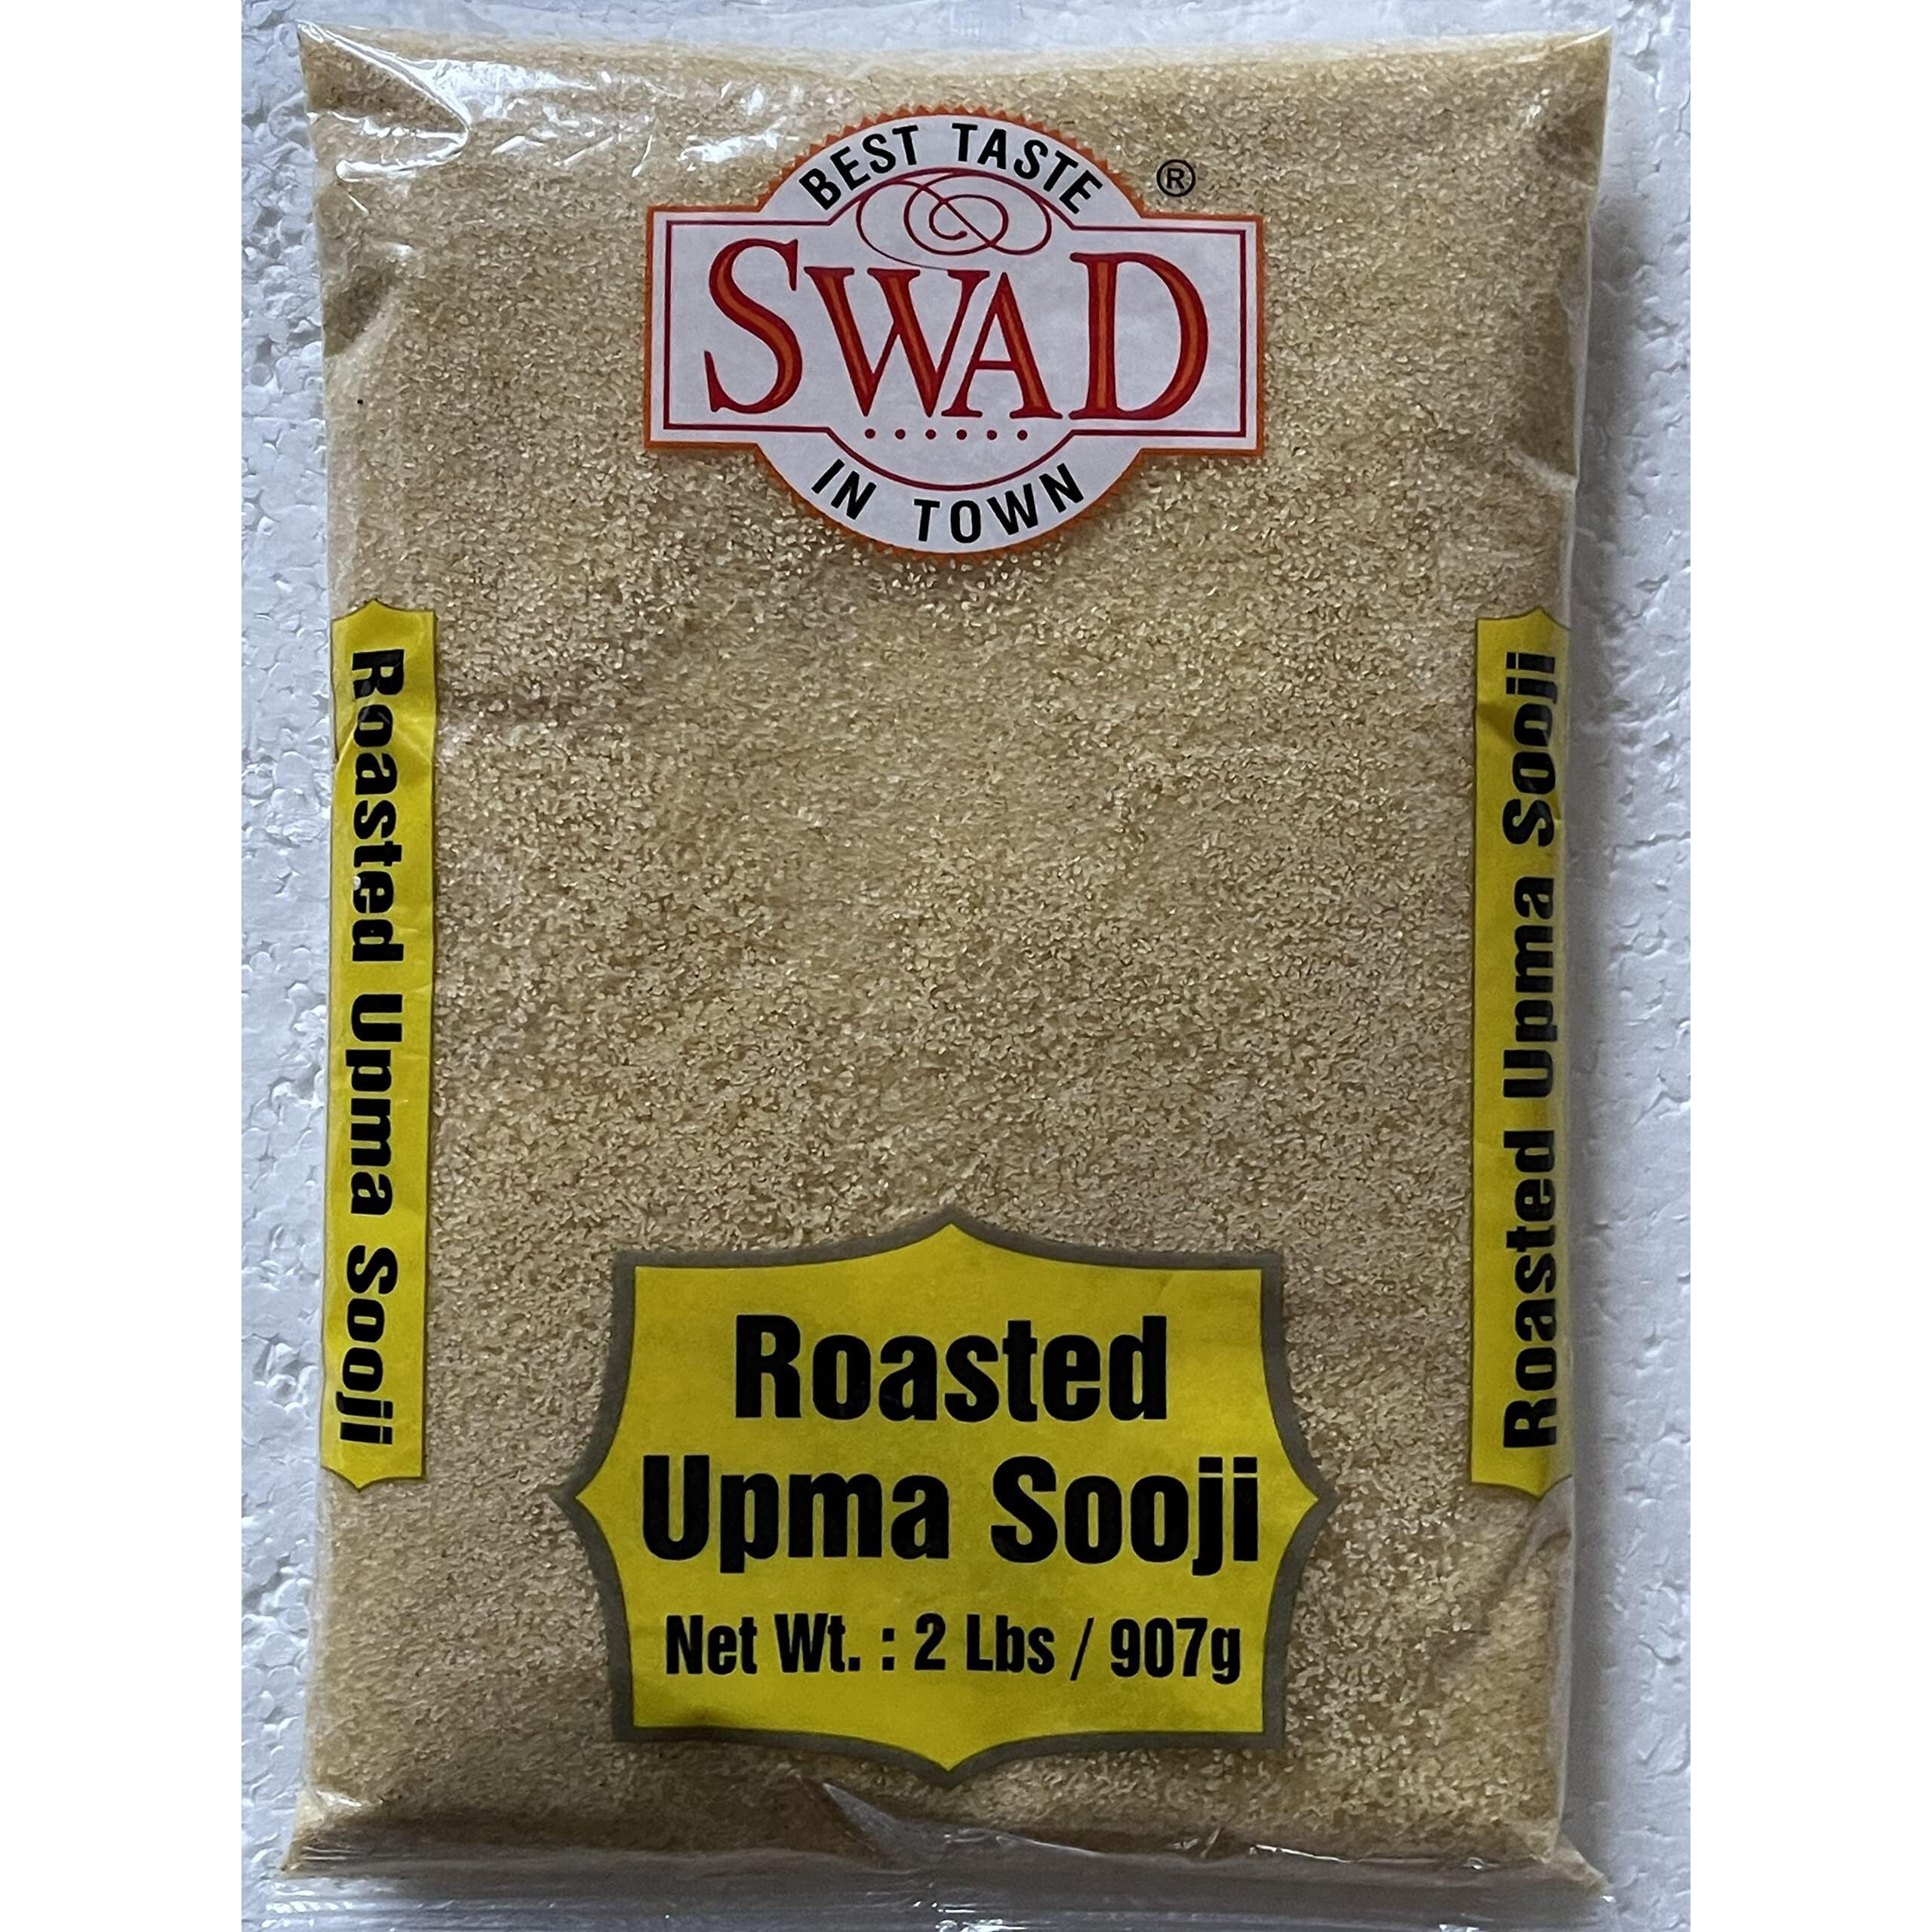 BEST TASTE
®
SWAD
IN TOWN
Roasted Upma Sooji
Roasted Upma Sooji
Roasted
Upma Sooji
Net Wt. : 2 Lbs / 907g